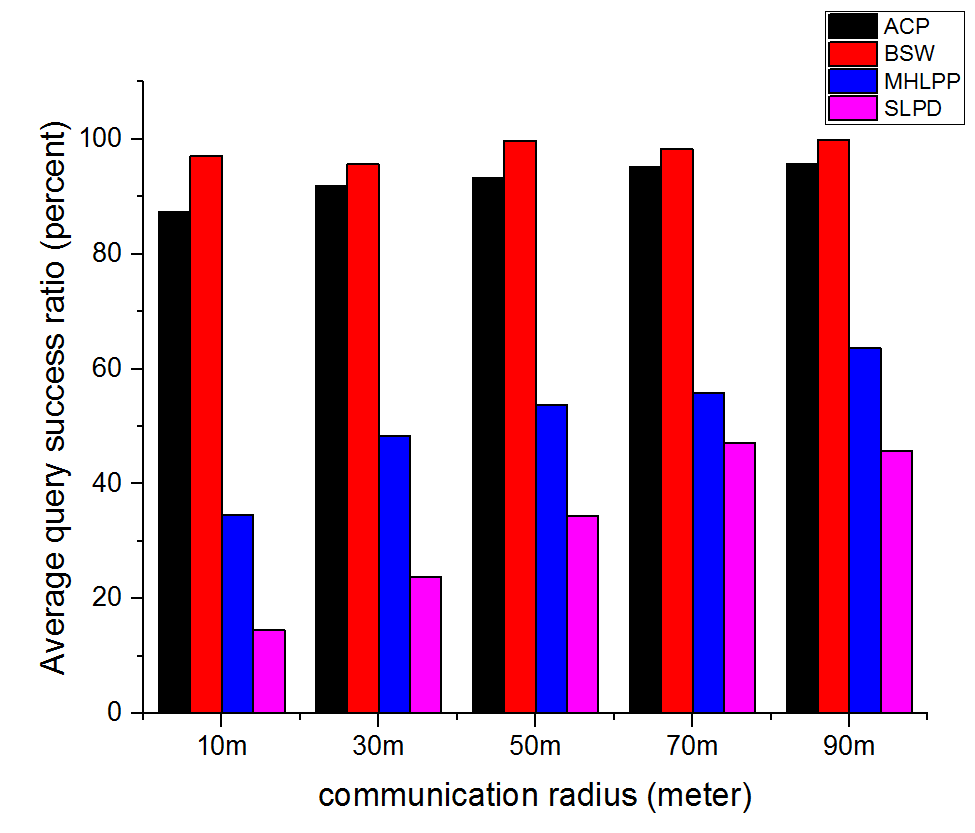 ACP
BSW
MHLPP
SLPD
Average query success ratio (percent)
100
80
60
40
20
0
10m 30m 50m 70m 90m
communication radius (meter)